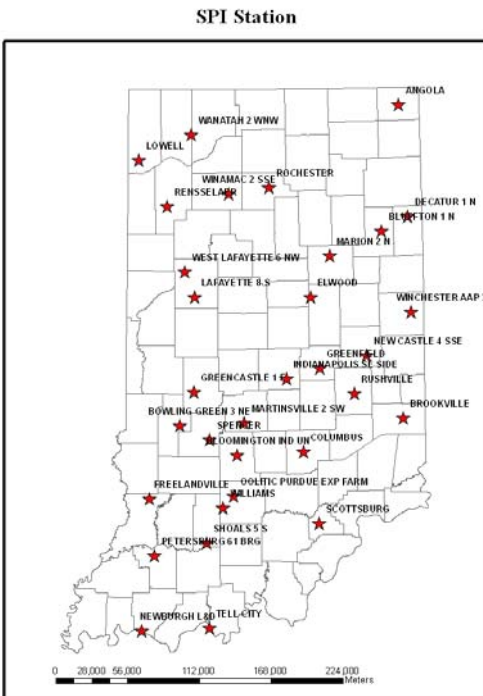 SPI Station
ANGOLA
WANATAH 2 WNW
LOWELL
ROCHESTER
WINAMAC 2 SSE
RENSSELAER
DECATUR 1 N
BLUFFTON 1 N
MARION 2 N
WEST LAFAYETTE 6 NW
LAFAYETTE 8 S
ELWOOD
WINCHESTER AAP
NEW CASTLE 4 SSE
GREENFIELD
INDIANAPOLIS SE SIDE
GREENCASTLE 1
RUSHVILLE
BOWLING GREEN 3 NE
MARTINSVILLE 2 SW
BROOKVILLE
SPENCER
BLOOMINGTON IND UN
COLUMBUS
OOLITIC PURDUE EXP FARM
FREELANDVILLE
WILLIAMS
SCOTTSBURG
SHOALS 5 S
PETERSBURG 61 BRG
TELL CITY
NEWBURGH L&D
0 28,000 56,000 112,000 168,000 224,000
Meters